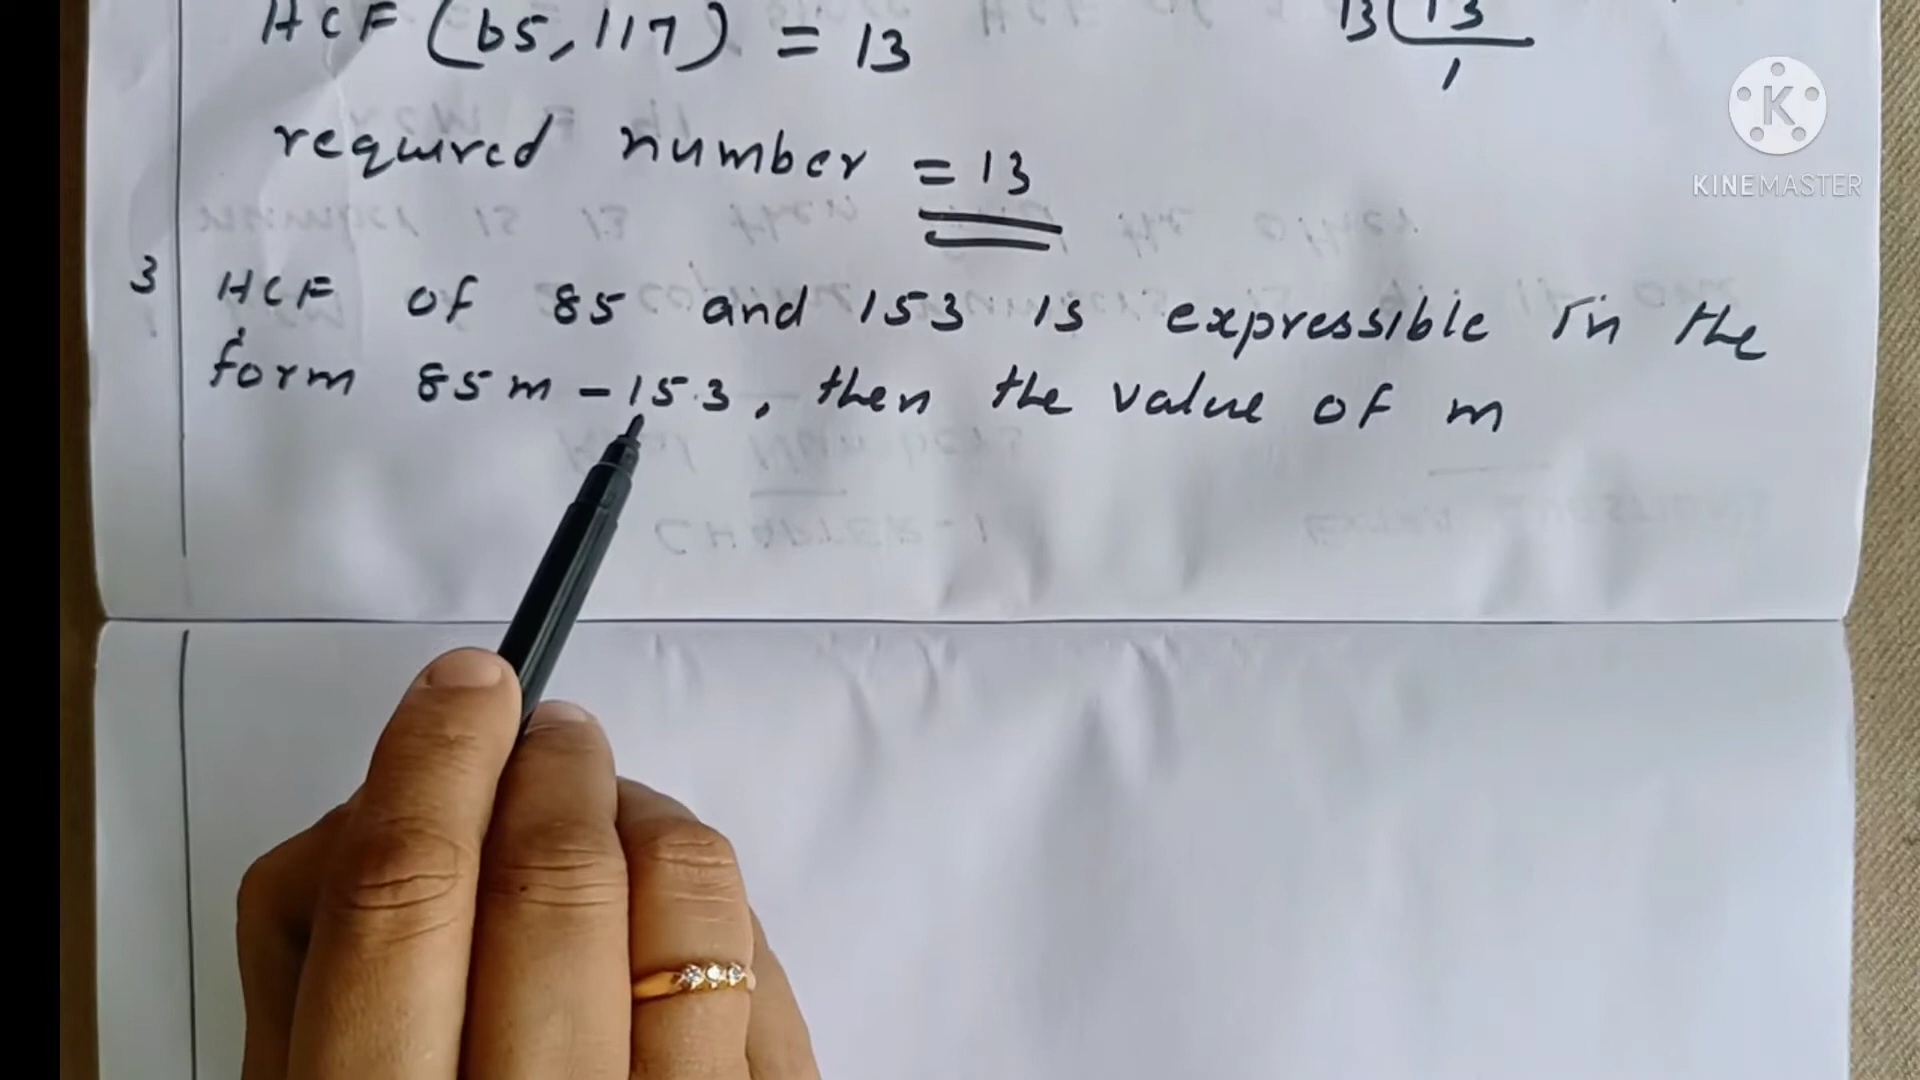 HCF (65, 117) = 13
13 13
1
required number = 13
KINEMASTER
3 HCF of 85 and 153 is expressible in the
form 85m - 153, then the value of m